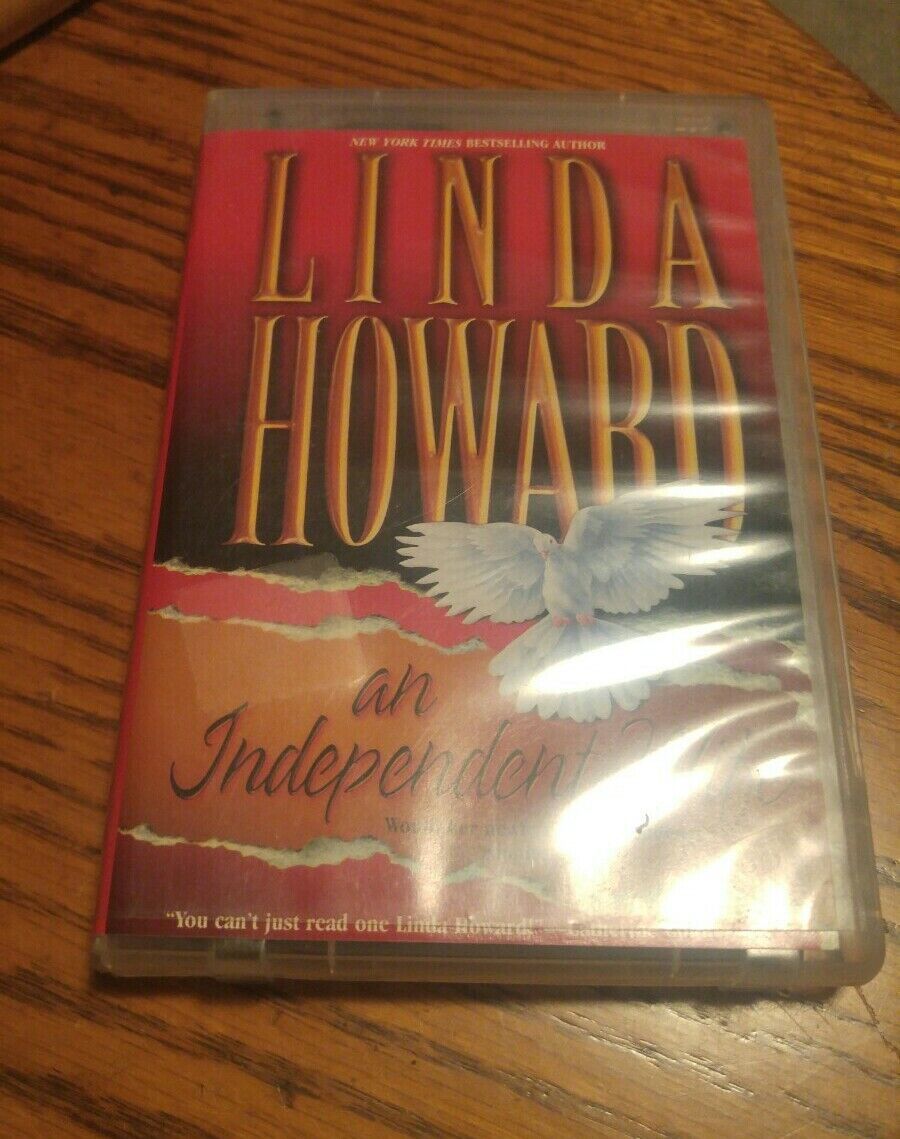 NEW YORK TIMES BESTSELLING AUTHOR
LINDA
HOWARD
an
Independent
"You can't just read one Linda Howard!"